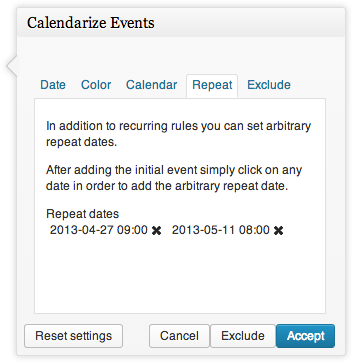 Calendarize Events
Date Color Calendar Repeat Exclude
In addition to recurring rules you can set arbitrary
repeat dates.
After adding the initial event simply click on any
date in order to add the arbitrary repeat date.
Repeat dates
2013-04-27 09:00 ✖ 2013-05-11 08:00 ✖
Reset settings Cancel Exclude Accept